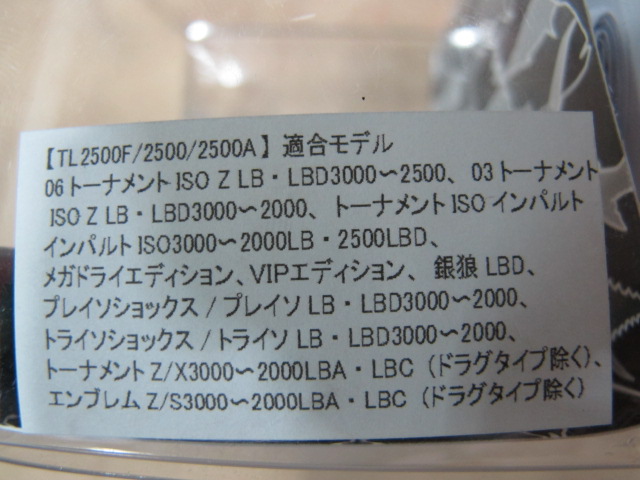 【TL2500F/2500/2500A】適合モデル
06トーナメントISO Z LB・LBD3000～2500、03トーナメント
ISO Z LB・LBD3000～2000、トーナメントISOインパルト
インパルトISO3000～2000LB・2500LBD、
メガドライエディション、VIPエディション、銀狼LBD、
プレイソショックス / プレイソLB・LBD3000～2000、
トライソショックス / トライソLB・LBD3000～2000、
トーナメントZ/X3000～2000LBA・LBC（ドラグタイプ除く）、
エンブレムZ/S3000～2000LBA・LBC（ドラグタイプ除く）